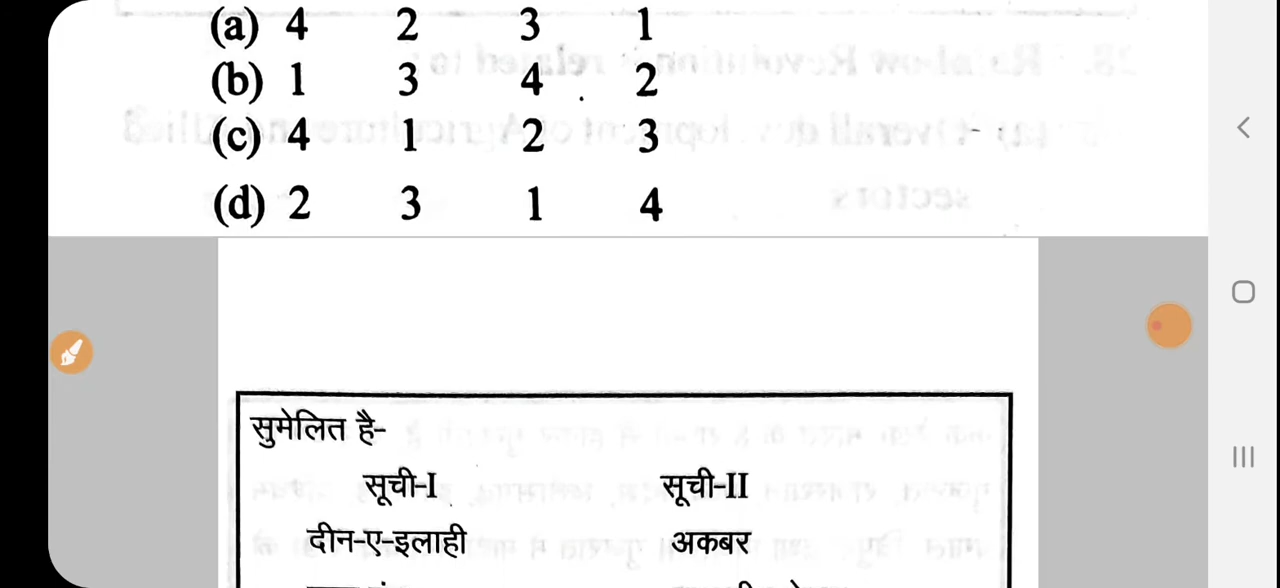 (a) 4 2 3 1
(b) 1 3 4 2
(c) 4 1 2 3
(d) 2 3 1 4
सुमेलित है-
सूची-I सूची-II
दीन-ए-इलाही अकबर